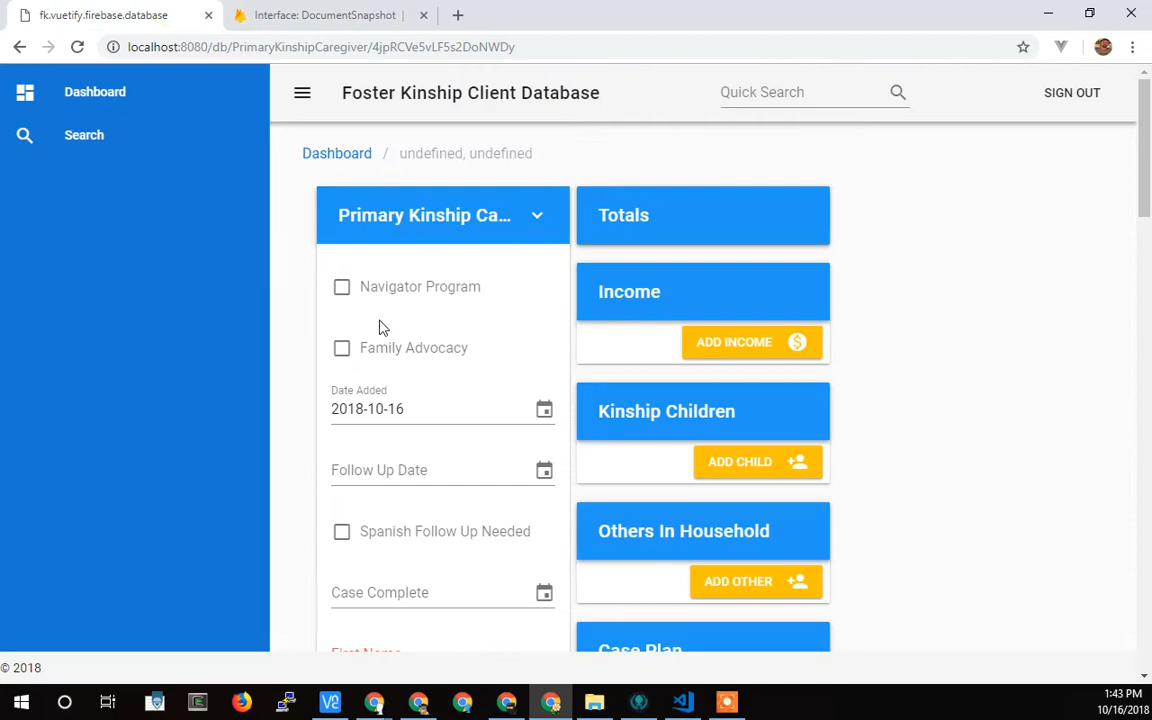 fk.vuetify.firebase.database
Interface: DocumentSnapshot |
localhost:8080/db/PrimaryKinshipCaregiver/4jpRCVe5vLF5s2DoNWDy
Dashboard
Search
Foster Kinship Client Database
Quick Search
SIGN OUT
Dashboard / undefined, undefined
Primary Kinship Ca...
Navigator Program
Family Advocacy
Date Added
2018-10-16
Follow Up Date
Spanish Follow Up Needed
Case Complete
First Name
Totals
Income
ADD INCOME
Kinship Children
ADD CHILD
Others In Household
ADD OTHER
Case Plan
© 2018
1:43 PM
10/16/2018